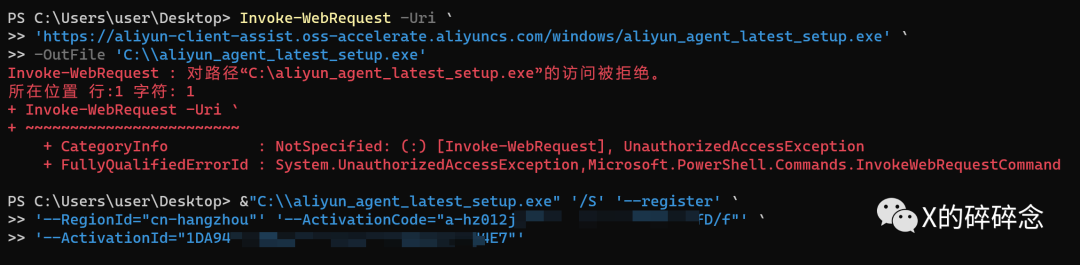 PS C:\Users\user\Desktop> Invoke-WebRequest -Uri `
>> 'https://aliyun-client-assist.oss-accelerate.aliyuncs.com/windows/aliyun_agent_latest_setup.exe' `
>> -OutFile 'C:\\aliyun_agent_latest_setup.exe'
Invoke-WebRequest : 对路径“C:\aliyun_agent_latest_setup.exe”的访问被拒绝。
所在位置 行:1 字符: 1
+ Invoke-WebRequest -Uri `
+ ~~~~~~~~~~~~~~~~~~~~~~~~
    + CategoryInfo          : NotSpecified: (:) [Invoke-WebRequest], UnauthorizedAccessException
    + FullyQualifiedErrorId : System.UnauthorizedAccessException,Microsoft.PowerShell.Commands.InvokeWebRequestCommand
PS C:\Users\user\Desktop> &"C:\\aliyun_agent_latest_setup.exe" '/S' '--register' `
>> '--RegionId="cn-hangzhou"' '--ActivationCode="a-hz012j FD/f"' `
>> '--ActivationId="1DA94 4E7"'
X的碎碎念